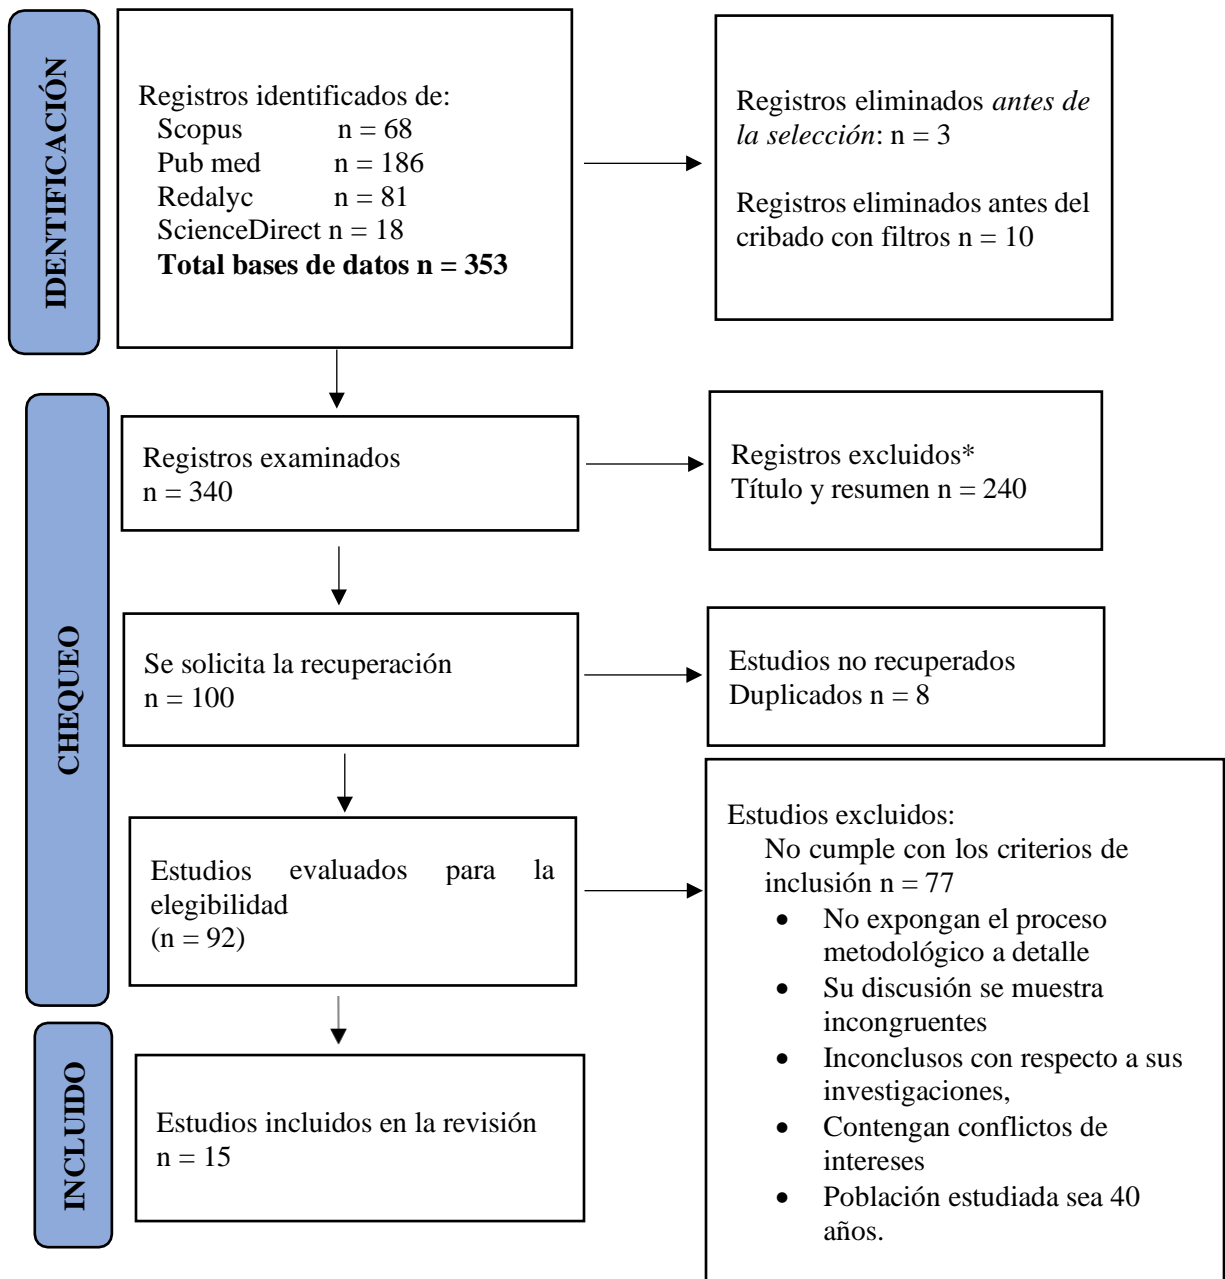 IDENTIFICACIÓN
Registros identificados de:
Scopus n = 68
Pub med n = 186
Redalyc n = 81
ScienceDirect n = 18
Total bases de datos n = 353
Registros eliminados antes de
la selección: n = 3
Registros eliminados antes del
cribado con filtros n = 10
CHEQUEO
Registros examinados
n = 340
Registros excluidos*
Título y resumen n = 240
Se solicita la recuperación
n = 100
Estudios no recuperados
Duplicados n = 8
Estudios evaluados para la
elegibilidad
(n = 92)
Estudios excluidos:
No cumple con los criterios de
inclusión n = 77
• No expongan el proceso
metodológico a detalle
• Su discusión se muestra
incongruentes
• Inconclusos con respecto a sus
investigaciones,
• Contengan conflictos de
intereses
• Población estudiada sea 40
años.
INCLUIDO
Estudios incluidos en la revisión
n = 15